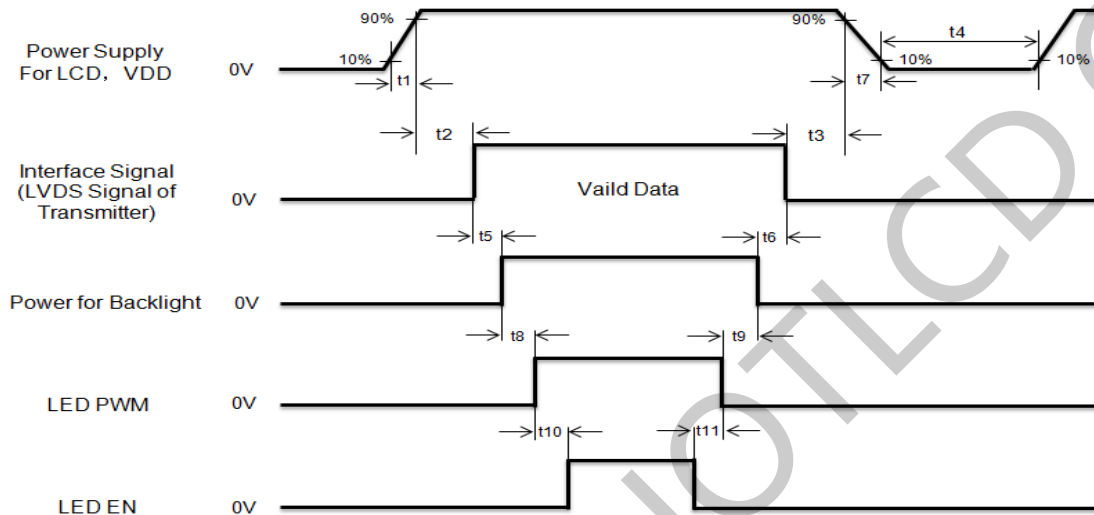 90%
90%
Power Supply
For LCD，VDD
0V
10%
t1
t4
10%
10%
t7
t2
t3
Interface Signal
(LVDS Signal of
Transmitter)
0V
Vaild Data
t5
t6
Power for Backlight
0V
t8
t9
LED PWM
0V
t10
t11
LED EN
0V
OTLCD